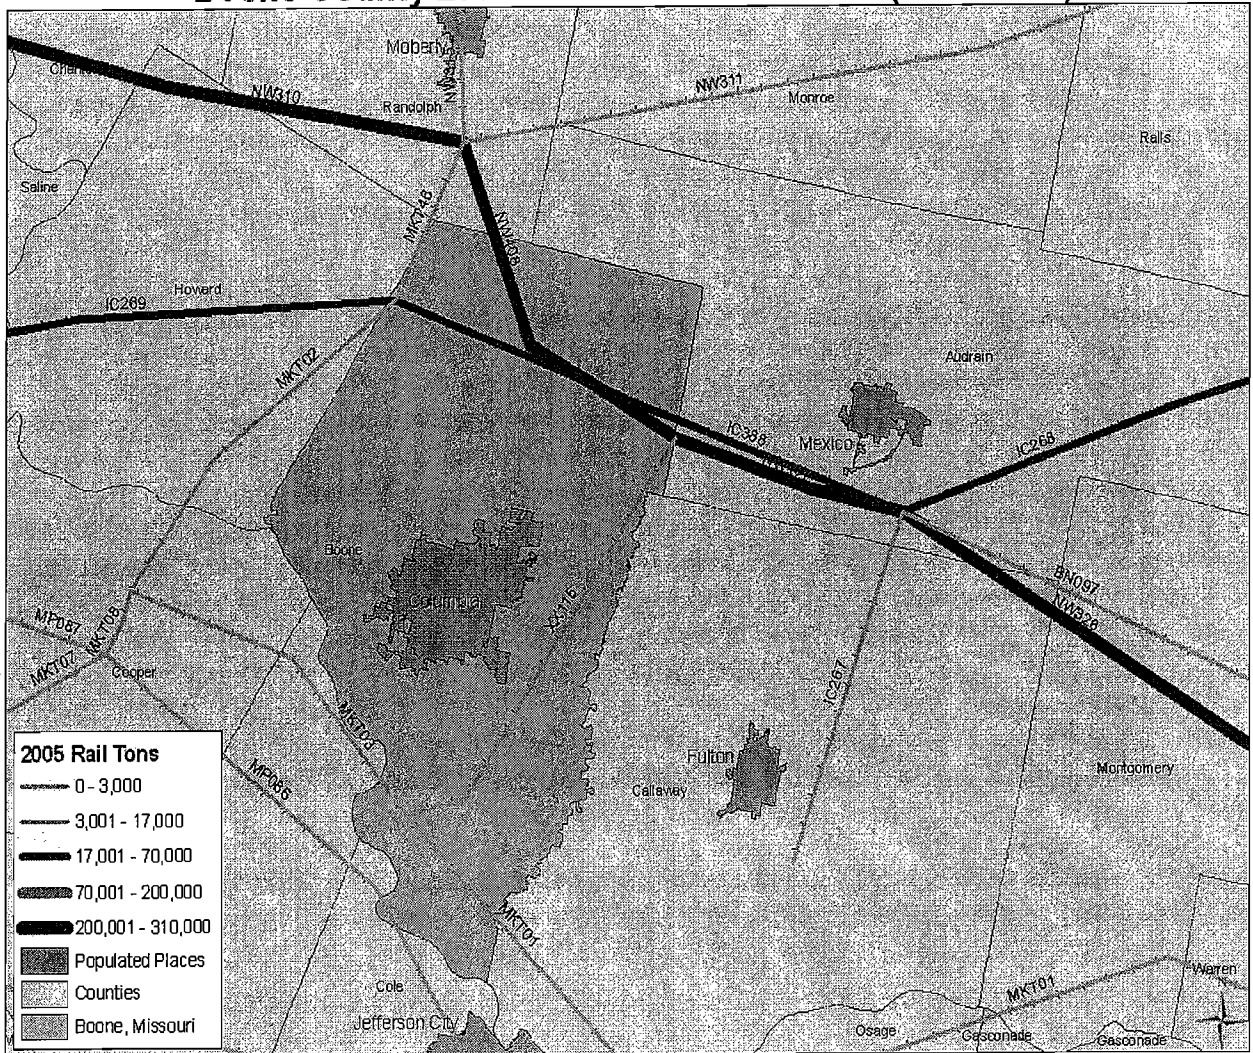 Moberly
NW311
NW310
Randolph
Monroe
Ralls
Saline
MKT48
Howard
IC269
MKT02
Audrain
IC388
Mexico
IC268
Boone
Columbia
XX116
BN097
NW328
MP087
MKT08
MKT07
Cooper
IC267
MKT03
2005 Rail Tons
0 - 3,000
3,001 - 17,000
17,001 - 70,000
70,001 - 200,000
200,001 - 310,000
Populated Places
Counties
Boone, Missouri
MP086
Fulton
Callaway
Montgomery
MKT01
Warren
Cole
MKT01
Jefferson City
Osage
Gasconade
Gasconade